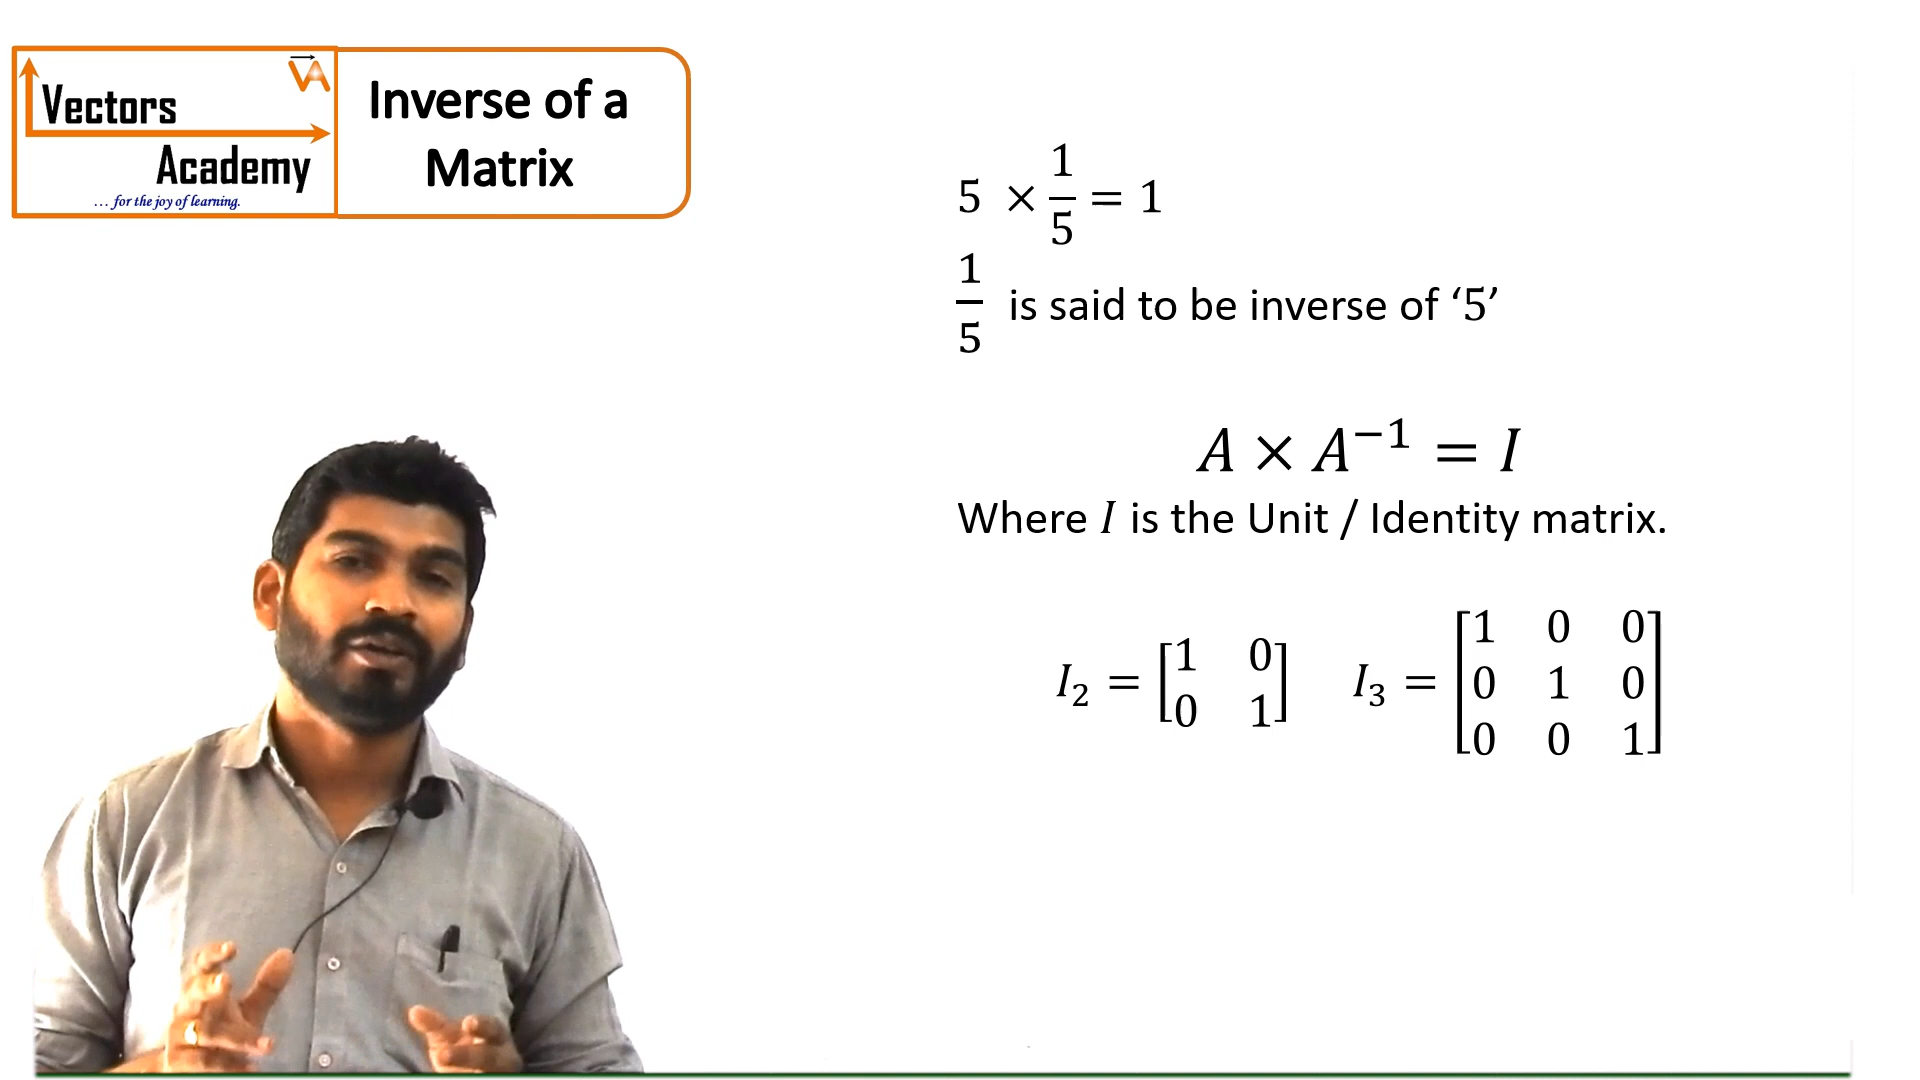 Vectors
VA
Academy
... for the joy of learning.
Inverse of a
Matrix
5 × 1/5 = 1
1/5 is said to be inverse of ‘5’
A × A⁻¹ = I
Where I is the Unit / Identity matrix.
I₂ = [1 0; 0 1] I₃ = [1 0 0; 0 1 0; 0 0 1]